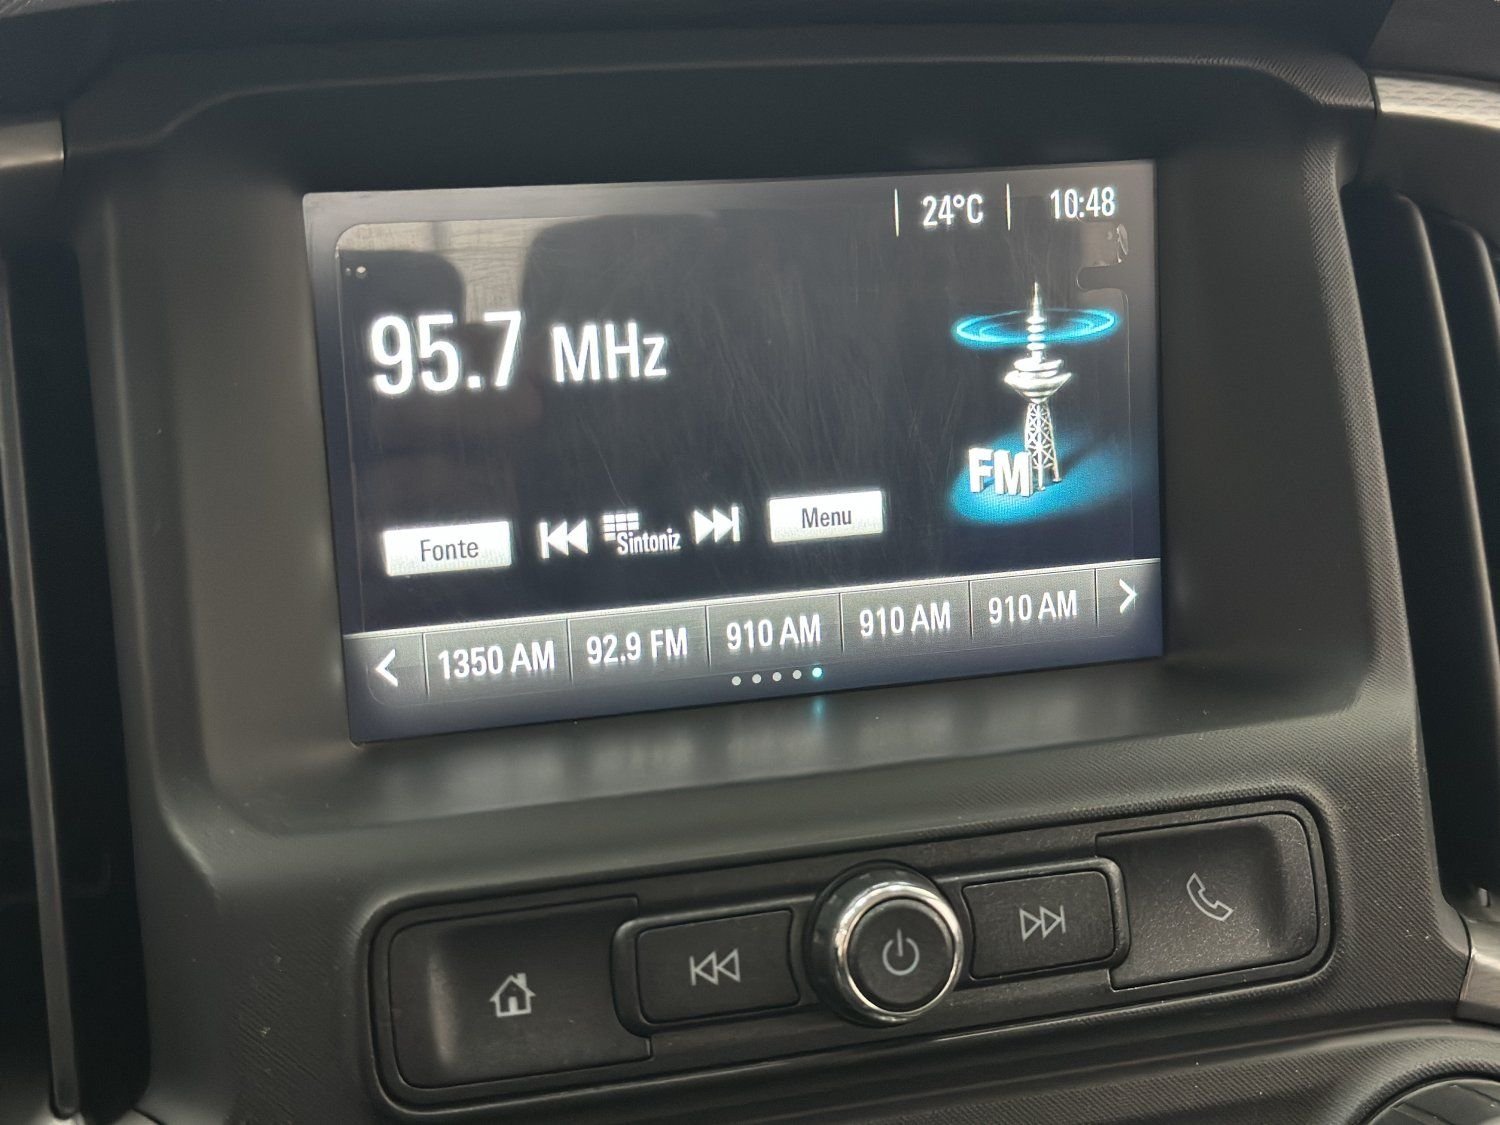 24°C 10:48
95.7 MHz
FM
Fonte Sintoniz Menu
1350 AM 92.9 FM 910 AM 910 AM 910 AM